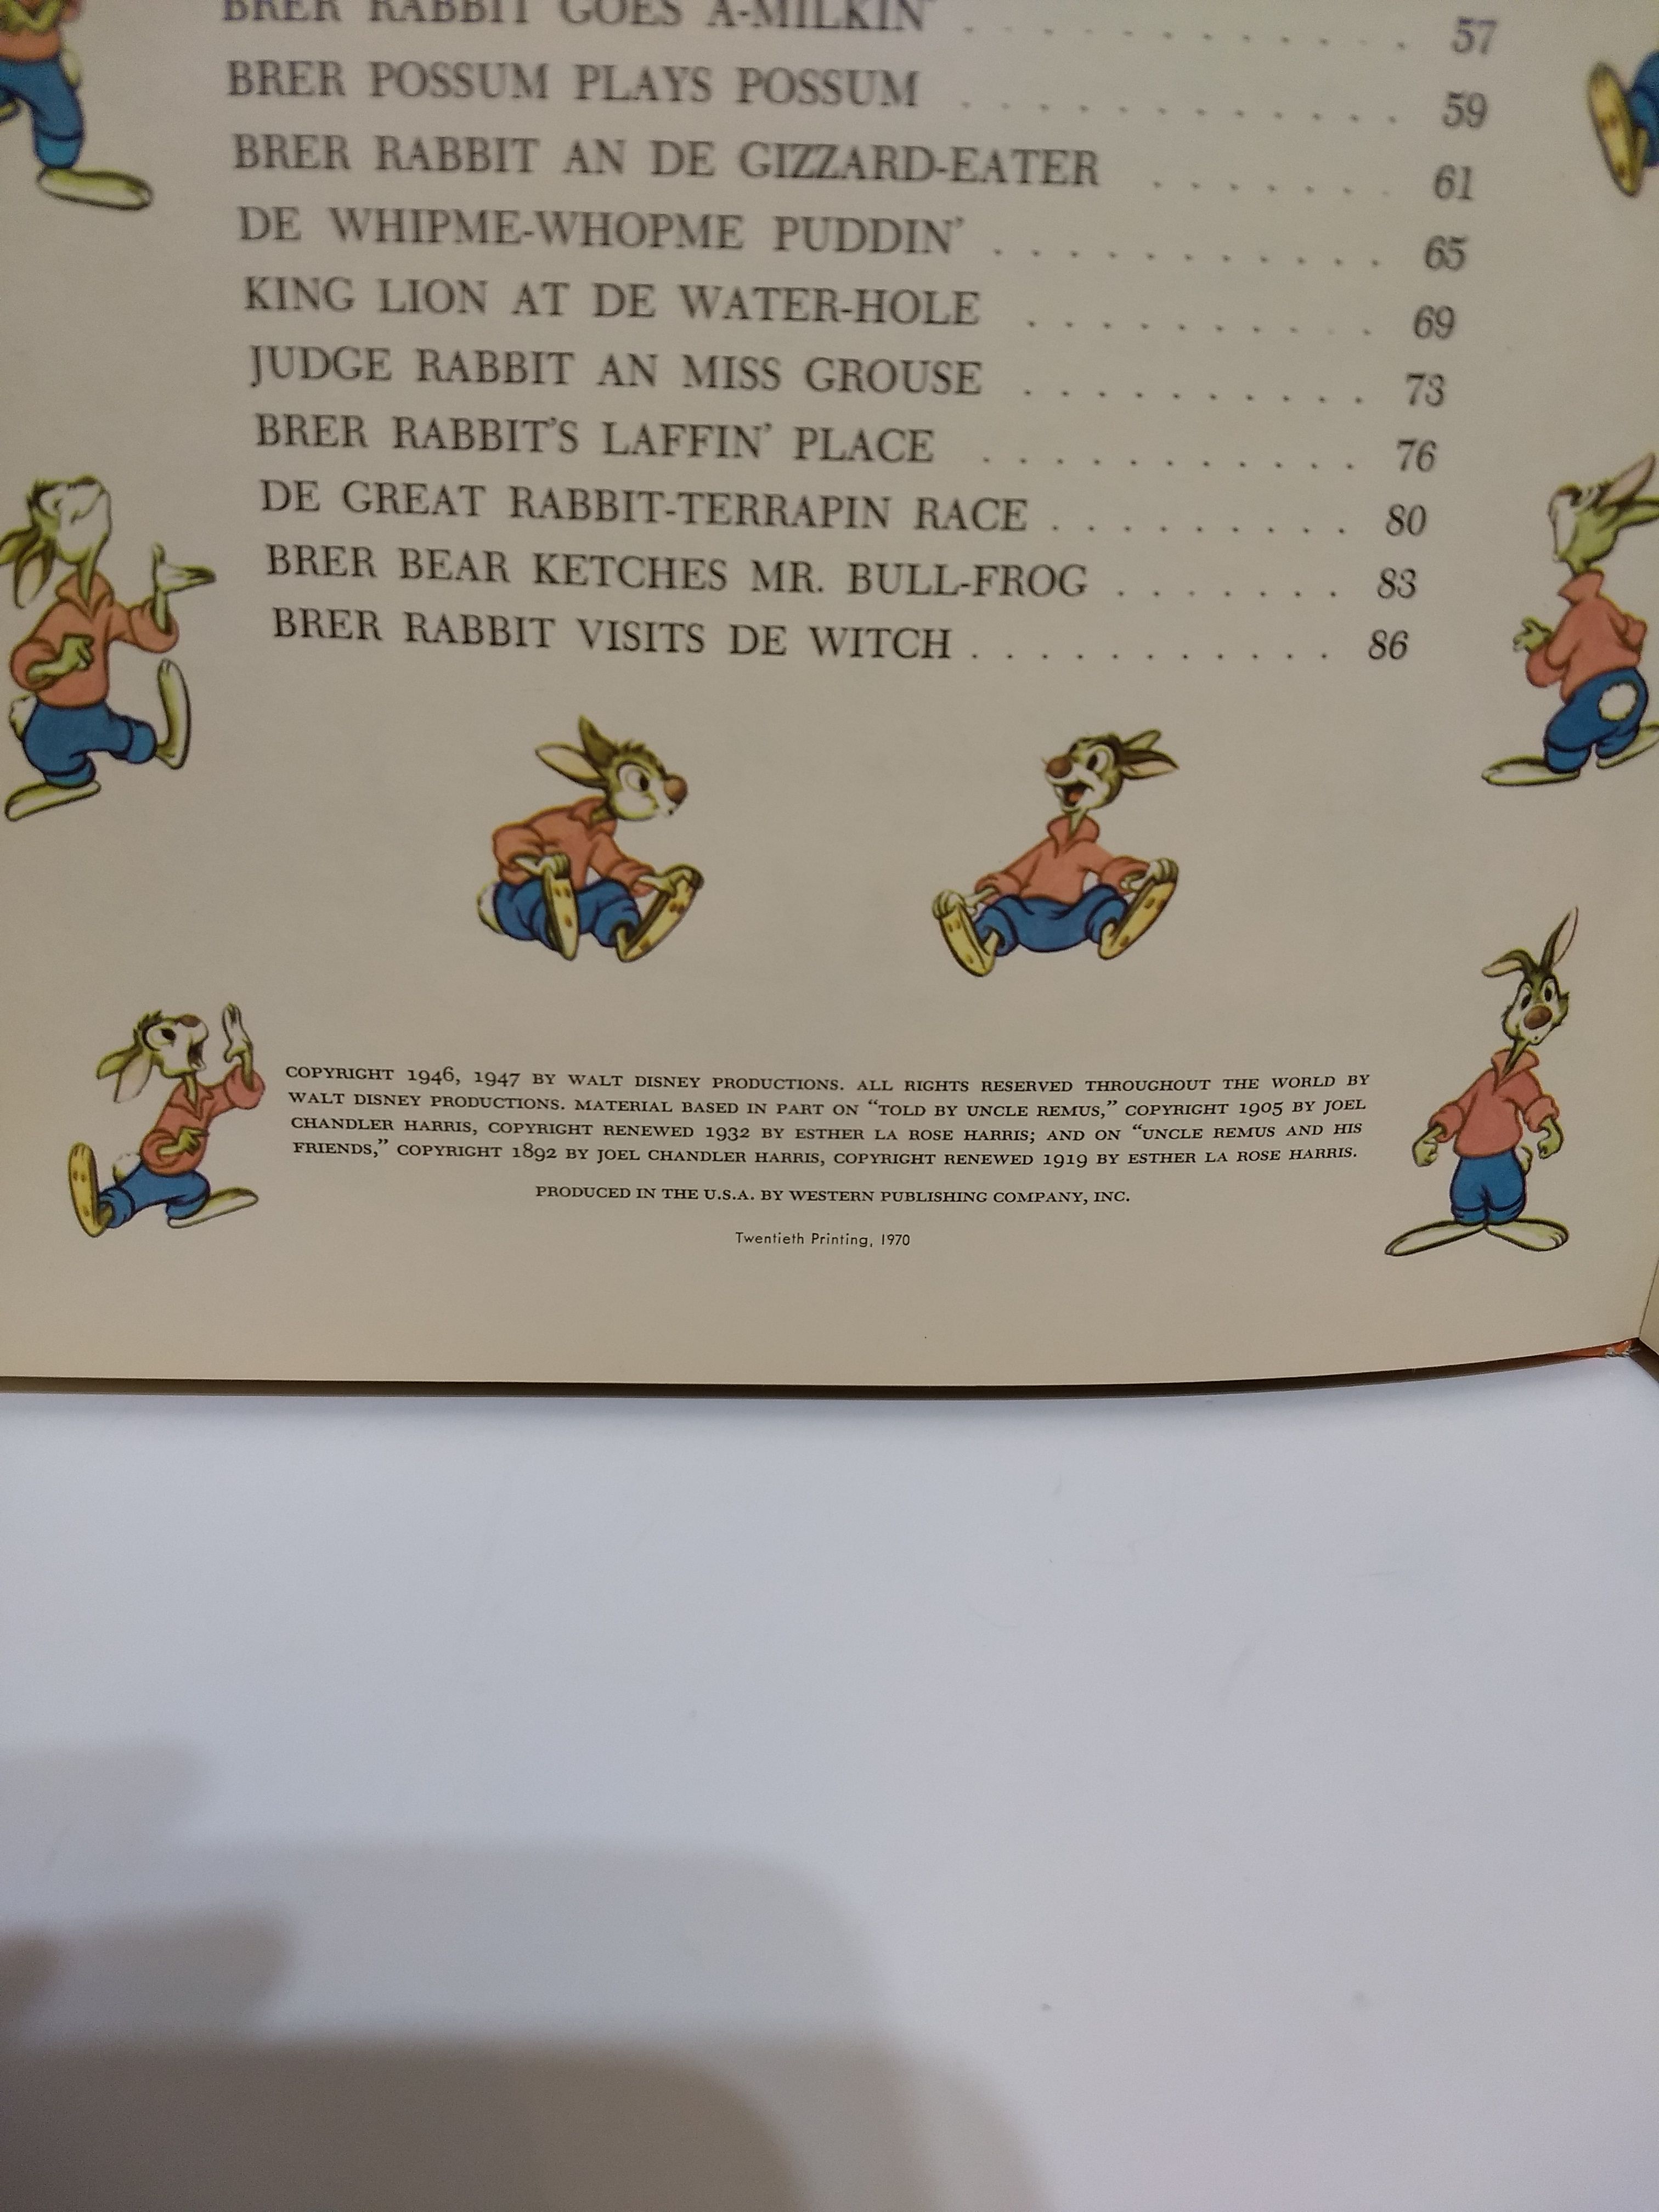 BRER RABBIT GOES A-MILKIN' . . . . . . . . . . . . 57
BRER POSSUM PLAYS POSSUM . . . . . . . . . . . . 59
BRER RABBIT AN DE GIZZARD-EATER . . . . . . . 61
DE WHIPME-WHOPME PUDDIN' . . . . . . . . . . . 65
KING LION AT DE WATER-HOLE . . . . . . . . . . 69
JUDGE RABBIT AN MISS GROUSE . . . . . . . . . . 73
BRER RABBIT'S LAFFIN' PLACE . . . . . . . . . . . 76
DE GREAT RABBIT-TERRAPIN RACE . . . . . . . . . 80
BRER BEAR KETCHES MR. BULL-FROG . . . . . . . 83
BRER RABBIT VISITS DE WITCH . . . . . . . . . . . 86
COPYRIGHT 1946, 1947 BY WALT DISNEY PRODUCTIONS. ALL RIGHTS RESERVED THROUGHOUT THE WORLD BY
WALT DISNEY PRODUCTIONS. MATERIAL BASED IN PART ON "TOLD BY UNCLE REMUS," COPYRIGHT 1905 BY JOEL
CHANDLER HARRIS, COPYRIGHT RENEWED 1932 BY ESTHER LA ROSE HARRIS; AND ON "UNCLE REMUS AND HIS
FRIENDS," COPYRIGHT 1892 BY JOEL CHANDLER HARRIS, COPYRIGHT RENEWED 1919 BY ESTHER LA ROSE HARRIS.
PRODUCED IN THE U.S.A. BY WESTERN PUBLISHING COMPANY, INC.
Twentieth Printing, 1970